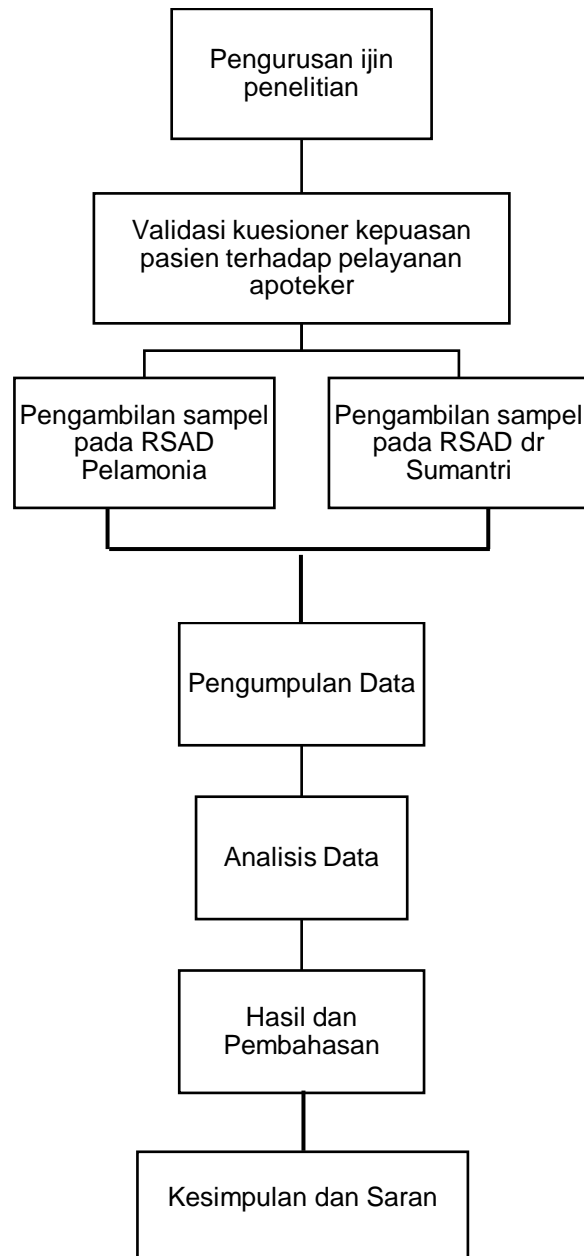 Pengurusan ijin
penelitian
Validasi kuesioner kepuasan
pasien terhadap pelayanan
apoteker
Pengambilan sampel
pada RSAD
Pelamonia
Pengambilan sampel
pada RSAD dr
Sumantri
Pengumpulan Data
Analisis Data
Hasil dan
Pembahasan
Kesimpulan dan Saran